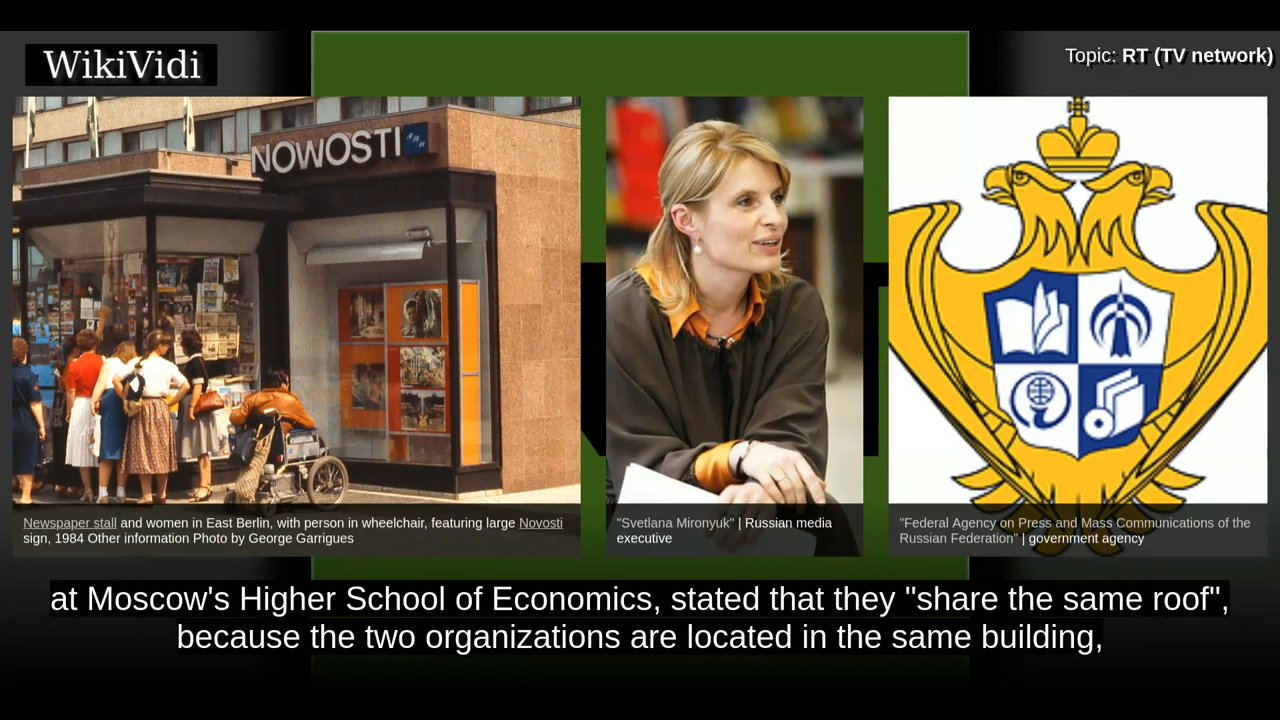 WikiVidi
Topic: RT (TV network)
NOWOSTI
Newspaper stall and women in East Berlin, with person in wheelchair, featuring large Novosti
sign, 1984 Other information Photo by George Garrigues
"Svetlana Mironyuk" | Russian media
executive
"Federal Agency on Press and Mass Communications of the
Russian Federation" | government agency
at Moscow's Higher School of Economics, stated that they "share the same roof",
because the two organizations are located in the same building,